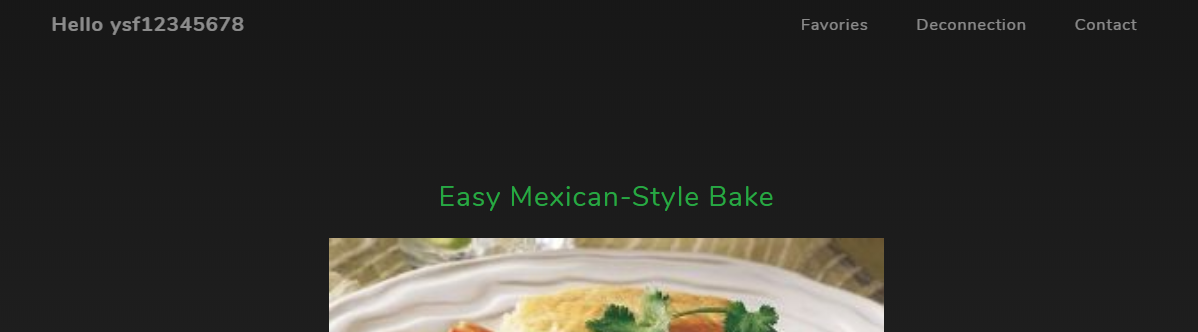 Hello ysf12345678 Favories Deconnection Contact
Easy Mexican-Style Bake